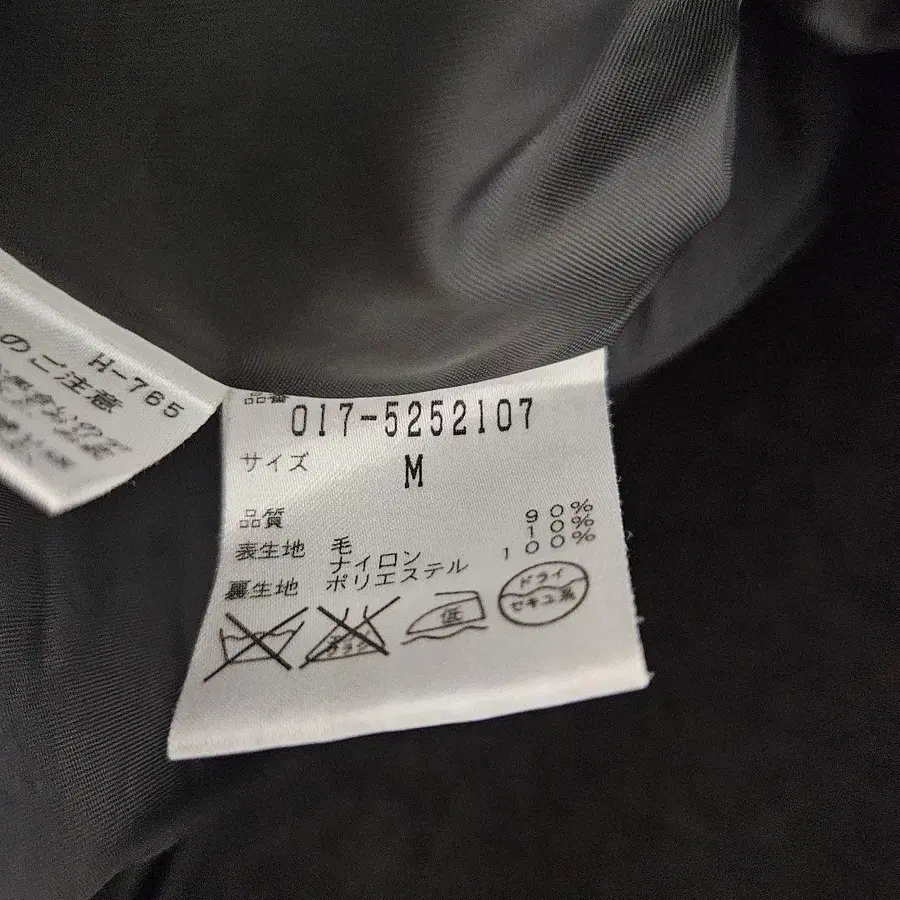 H-765
のご注意
品番
017-5252107
サイズ M
品質
表生地 毛 90%
ナイロン 10%
裏生地 ポリエステル 100%
低
ドライ
セキユ系